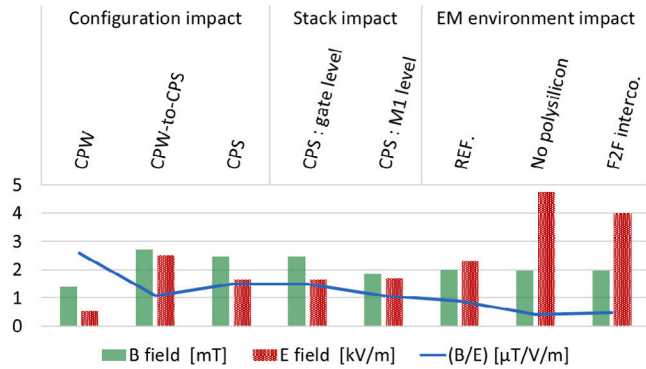 Configuration impact Stack impact EM environment impact
CPW CPW-to-CPS CPS CPS : gate level CPS : M1 level REF. No polysilicon F2F interco.
5
4
3
2
1
0
B field [mT] E field [kV/m] (B/E) [µT/V/m]